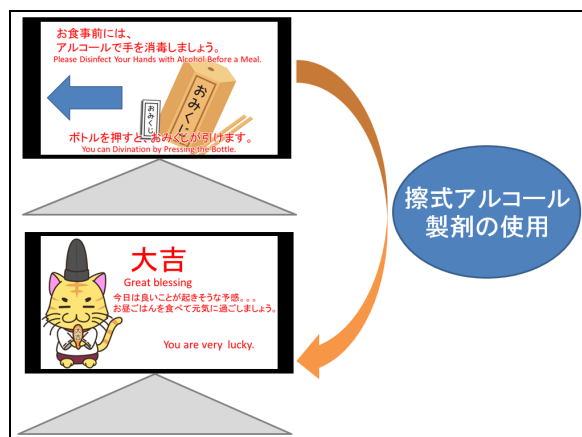 お食事前には、
アルコールで手を消毒しましょう。
Please Disinfect Your Hands with Alcohol Before a Meal.
おみくじ
おみくじ
ボトルを押すと、おみくじが引けます。
You can Divination by Pressing the Bottle.
擦式アルコール
製剤の使用
大吉
Great blessing
今日は良いことが起きそうな予感。。。
お昼ごはんを食べて元気に過ごしましょう。
You are very lucky.